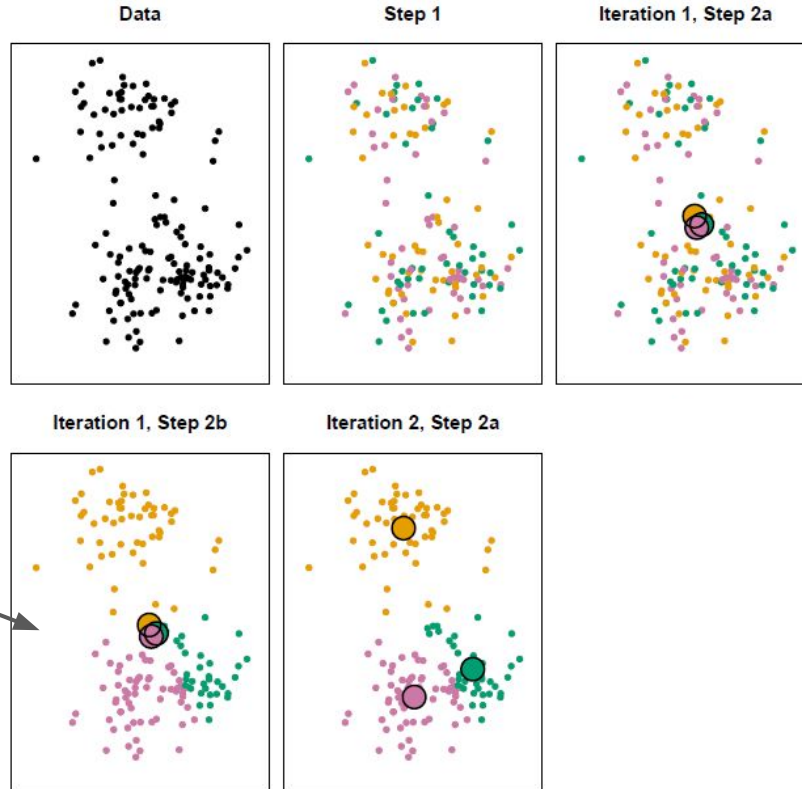 Data
Step 1
Iteration 1, Step 2a
Iteration 1, Step 2b
Iteration 2, Step 2a